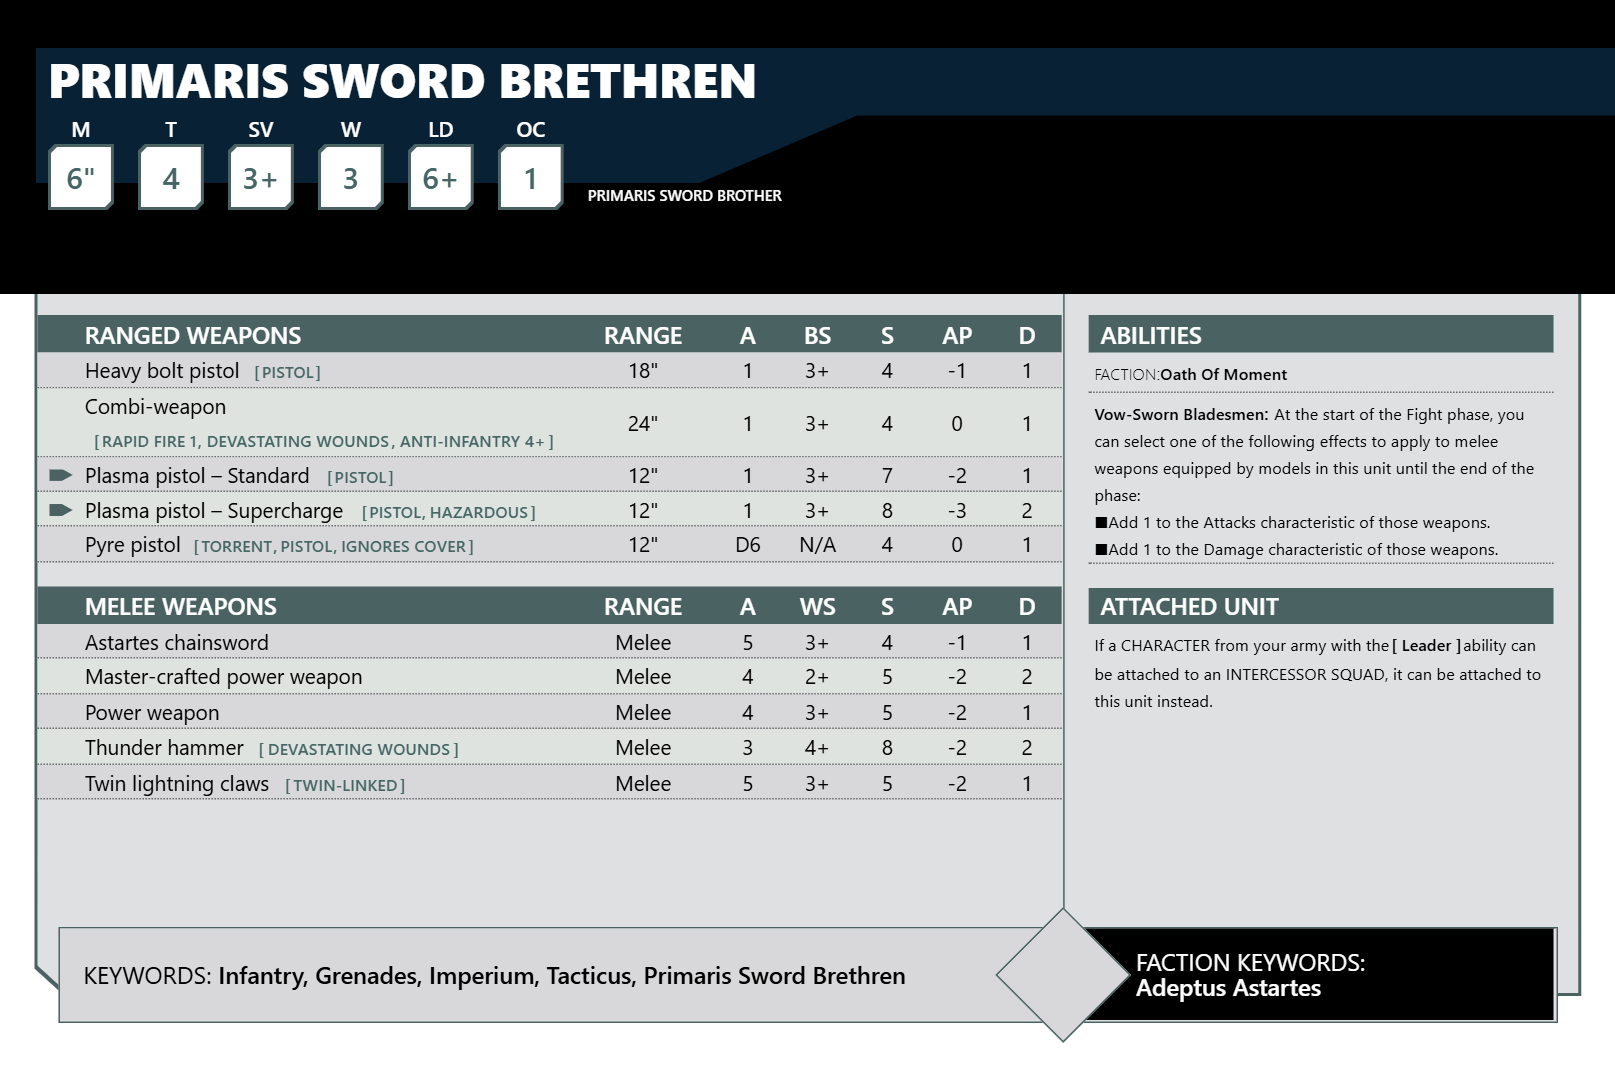 PRIMARIS SWORD BRETHREN
M T SV W LD OC
6" 4 3+ 3 6+ 1
PRIMARIS SWORD BROTHER
RANGED WEAPONS RANGE A BS S AP D
Heavy bolt pistol [PISTOL] 18" 1 3+ 4 -1 1
Combi-weapon
[RAPID FIRE 1, DEVASTATING WOUNDS, ANTI-INFANTRY 4+] 24" 1 3+ 4 0 1
Plasma pistol – Standard [PISTOL] 12" 1 3+ 7 -2 1
Plasma pistol – Supercharge [PISTOL, HAZARDOUS] 12" 1 3+ 8 -3 2
Pyre pistol [TORRENT, PISTOL, IGNORES COVER] 12" D6 N/A 4 0 1
MELEE WEAPONS RANGE A WS S AP D
Astartes chainsword Melee 5 3+ 4 -1 1
Master-crafted power weapon Melee 4 2+ 5 -2 2
Power weapon Melee 4 3+ 5 -2 1
Thunder hammer [DEVASTATING WOUNDS] Melee 3 4+ 8 -2 2
Twin lightning claws [TWIN-LINKED] Melee 5 3+ 5 -2 1
ABILITIES
FACTION:Oath Of Moment
Vow-Sworn Bladesmen: At the start of the Fight phase, you
can select one of the following effects to apply to melee
weapons equipped by models in this unit until the end of the
phase:
■Add 1 to the Attacks characteristic of those weapons.
■Add 1 to the Damage characteristic of those weapons.
ATTACHED UNIT
If a CHARACTER from your army with the[ Leader ]ability can
be attached to an INTERCESSOR SQUAD, it can be attached to
this unit instead.
KEYWORDS: Infantry, Grenades, Imperium, Tacticus, Primaris Sword Brethren
FACTION KEYWORDS:
Adeptus Astartes